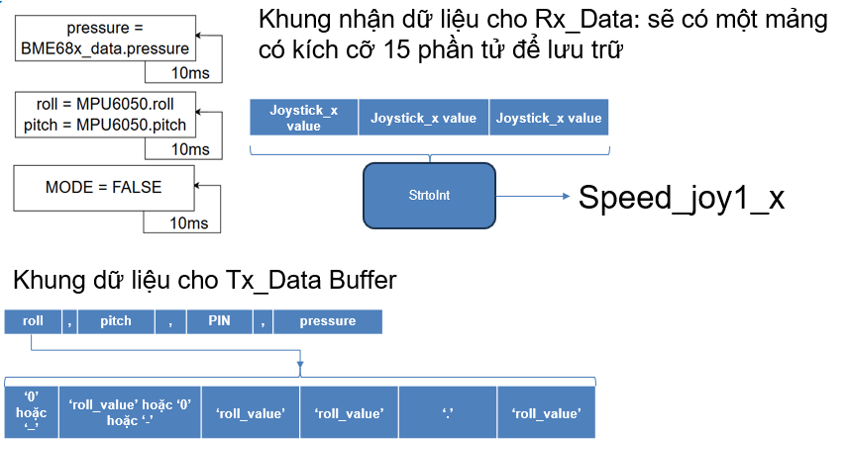 pressure =
BME68x_data.pressure
10ms
roll = MPU6050.roll
pitch = MPU6050.pitch
10ms
MODE = FALSE
10ms
Khung nhận dữ liệu cho Rx_Data: sẽ có một mảng
có kích cỡ 15 phần tử để lưu trữ
Joystick_x
value
Joystick_x value
Joystick_x value
StrtoInt
Speed_joy1_x
Khung dữ liệu cho Tx_Data Buffer
roll
,
pitch
,
PIN
,
pressure
‘0’
hoặc
‘_’
‘roll_value’ hoặc ‘0’
hoặc ‘-’
‘roll_value’
‘roll_value’
‘.’
‘roll_value’